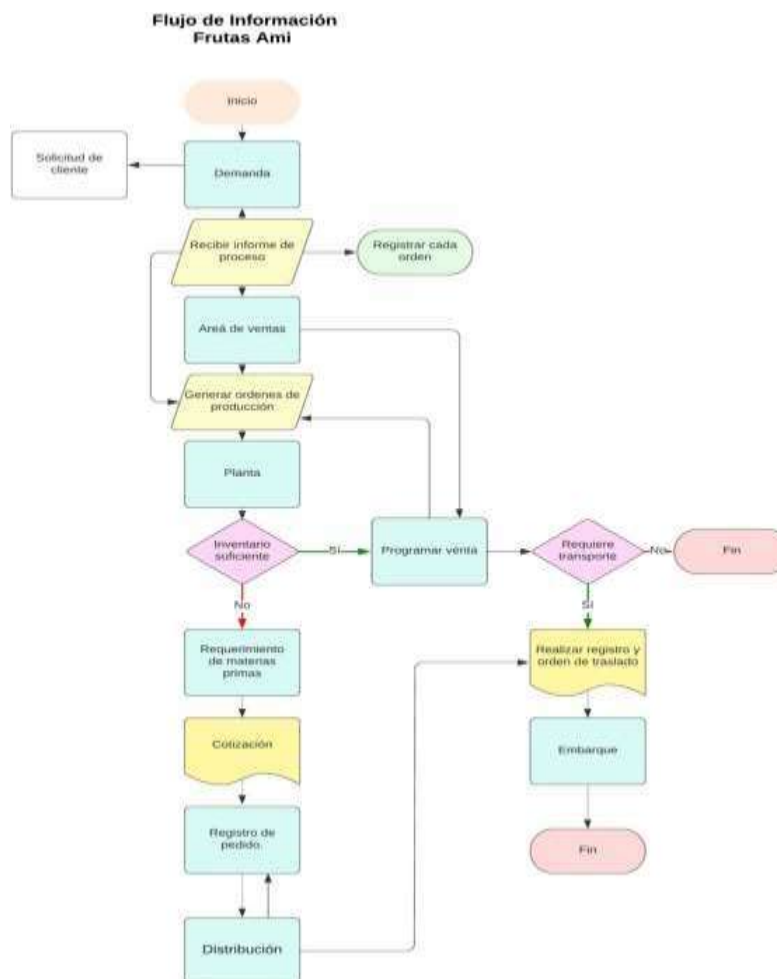 Flujo de Información
Frutas Ami
Inicio
Solicitud de
cliente
Demanda
Recibir informe de
proceso
Registrar cada
orden
Areá de ventas
Generar ordenes de
producción
Planta
Inventario
suficiente
Si
Programar venta
Requiere
transporte
No
Fin
No
Si
Requerimiento
de materias
primas
Realizar registro y
orden de traslado
Cotización
Embarque
Registro de
pedido.
Fin
Distribución